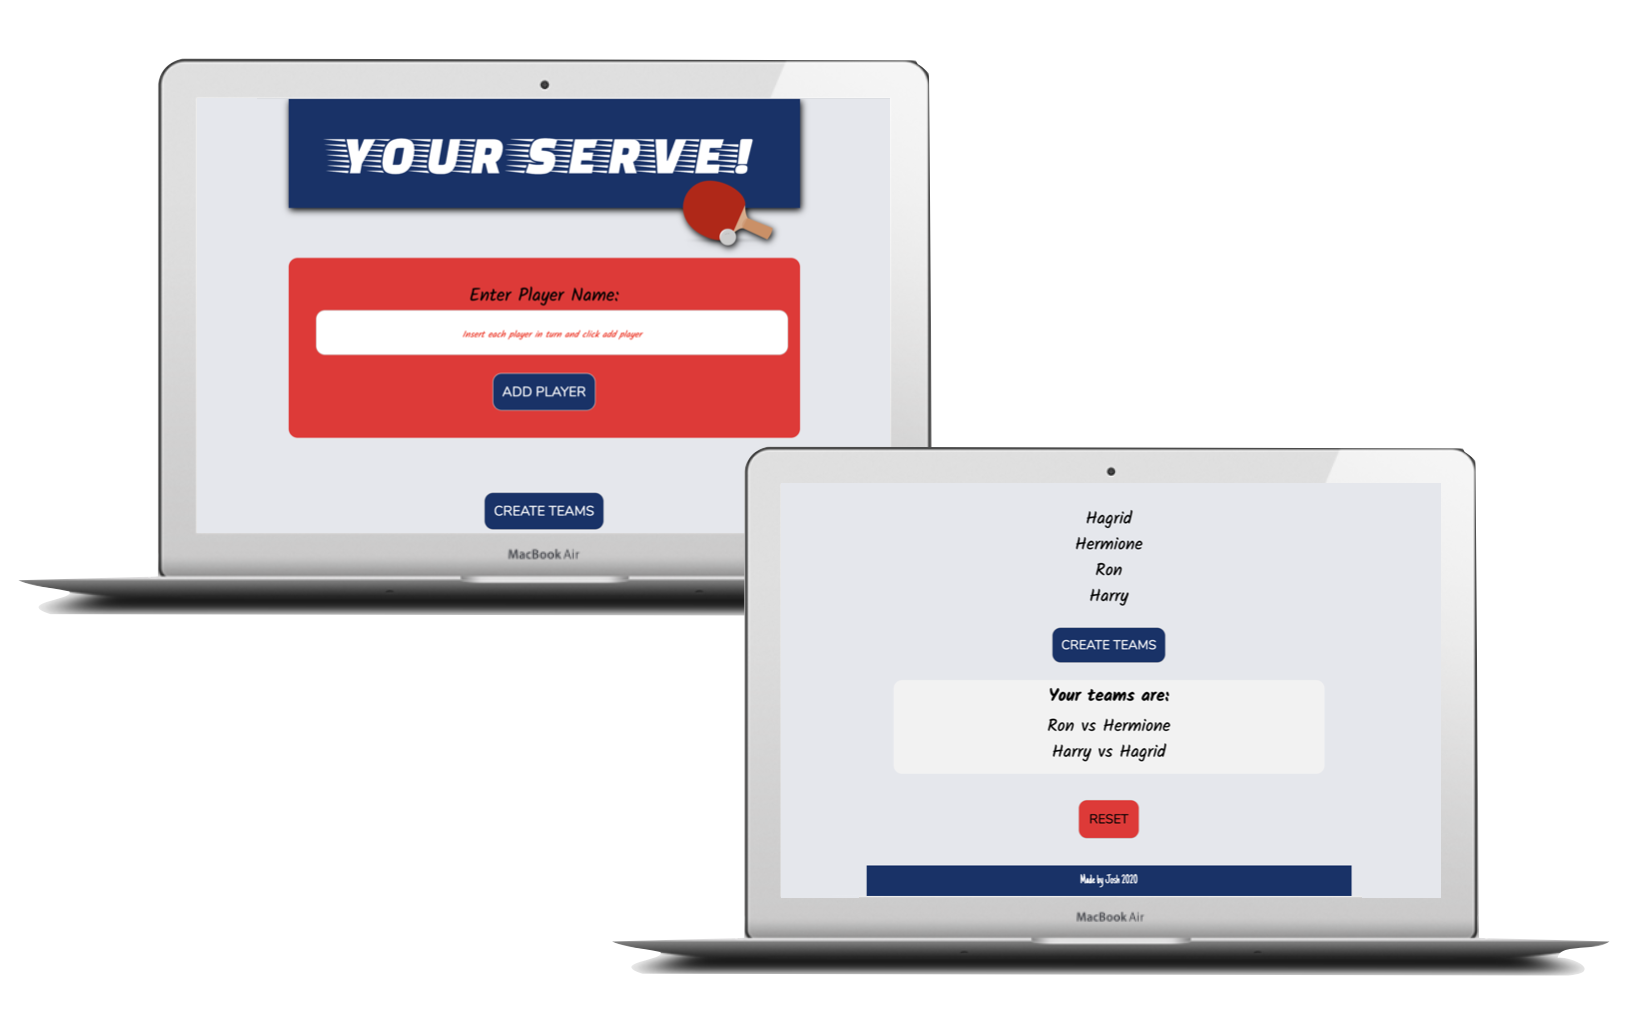 YOUR SERVE!
Enter Player Name:
Insert each player in turn and click add player
ADD PLAYER
CREATE TEAMS
MacBook Air
Hagrid
Hermione
Ron
Harry
CREATE TEAMS
Your teams are:
Ron vs Hermione
Harry vs Hagrid
RESET
Made by Josh 2020
MacBook Air